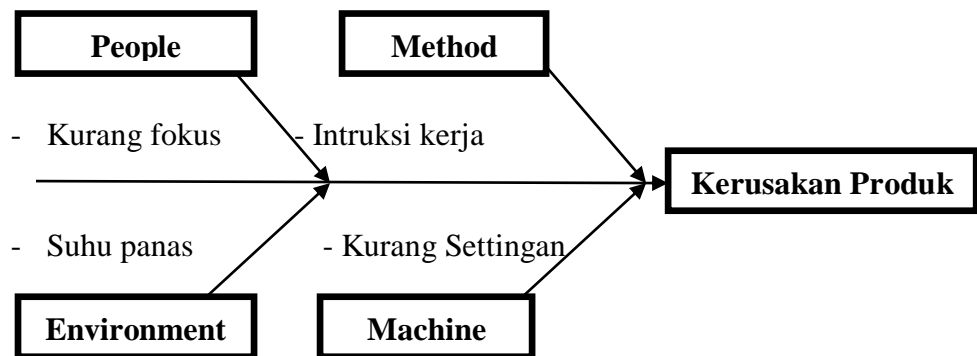 People
Method
- Kurang fokus
- Intruksi kerja
Kerusakan Produk
- Suhu panas
- Kurang Settingan
Environment
Machine